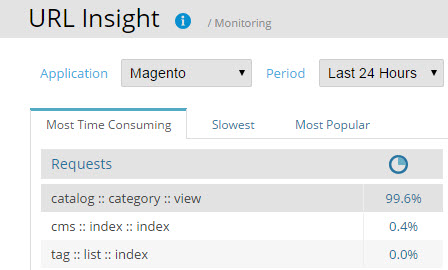 URL Insight i / Monitoring
Application Magento Period Last 24 Hours
Most Time Consuming Slowest Most Popular
Requests
catalog :: category :: view 99.6%
cms :: index :: index 0.4%
tag :: list :: index 0.0%